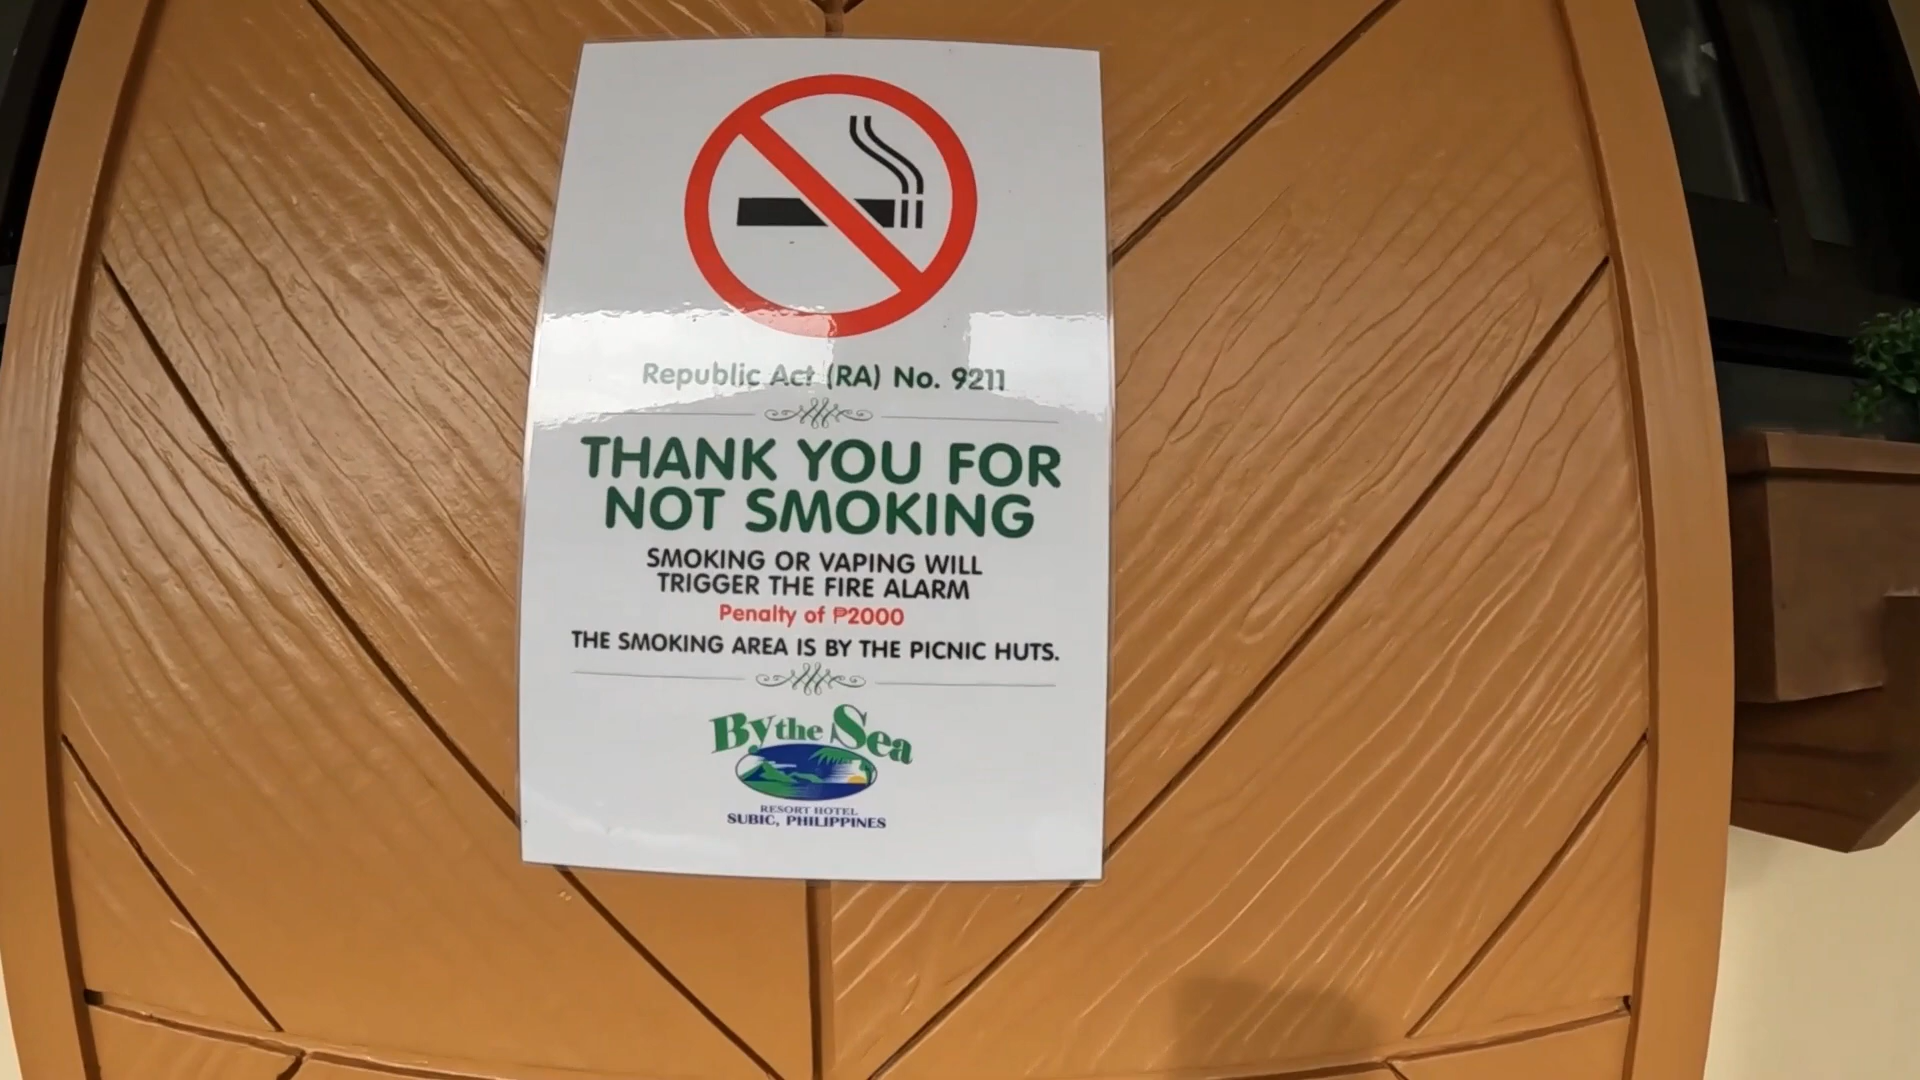 Republic Act (RA) No. 9211
THANK YOU FOR
NOT SMOKING
SMOKING OR VAPING WILL
TRIGGER THE FIRE ALARM
Penalty of ₱2000
THE SMOKING AREA IS BY THE PICNIC HUTS.
By the Sea
RESORT HOTEL
SUBIC, PHILIPPINES